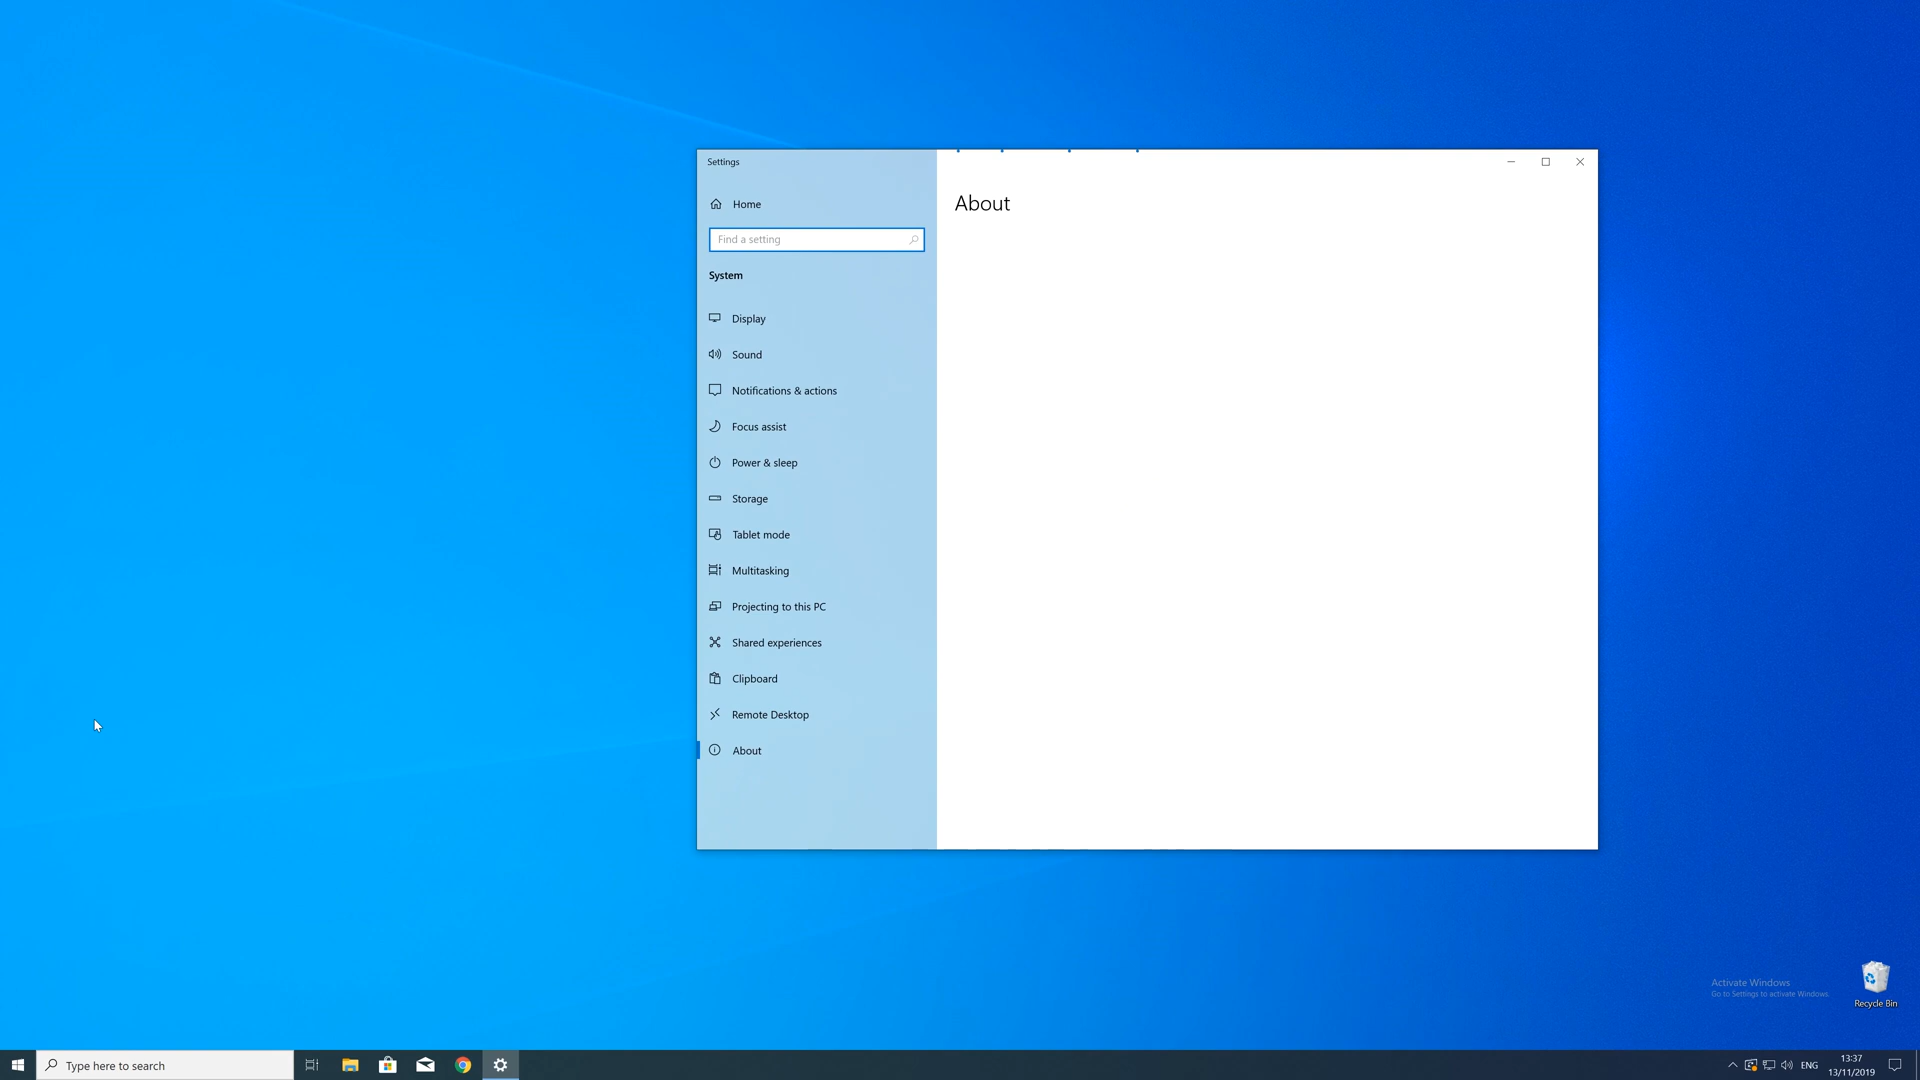 Settings
Home
Find a setting
System
Display
Sound
Notifications & actions
Focus assist
Power & sleep
Storage
Tablet mode
Multitasking
Projecting to this PC
Shared experiences
Clipboard
Remote Desktop
About
About
Activate Windows
Go to Settings to activate Windows.
Recycle Bin
Type here to search
ENG
13:37
13/11/2019